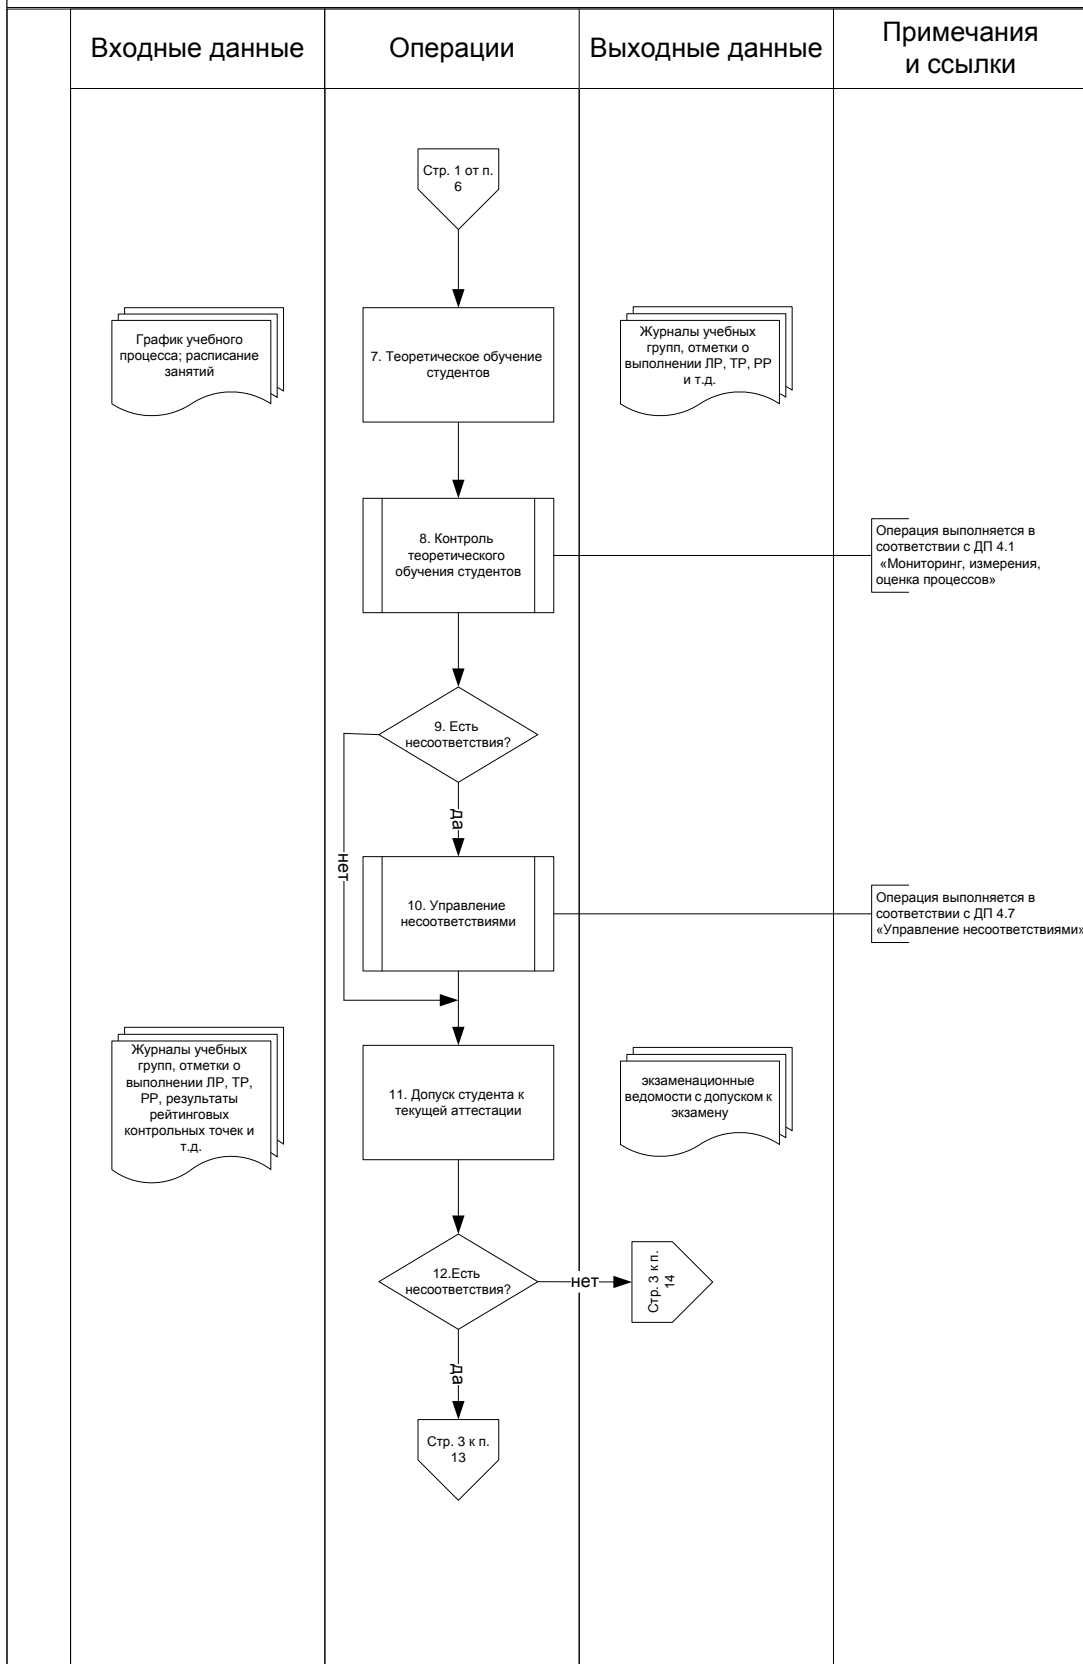 Входные данные
Операции
Выходные данные
Примечания
и ссылки
Стр. 1 от п.
6
График учебного
процесса; расписание
занятий
7. Теоретическое обучение
студентов
Журналы учебных
групп, отметки о
выполнении ЛР, ТР, РР
и т.д.
8. Контроль
теоретического
обучения студентов
Операция выполняется в
соответствии с ДП 4.1
«Мониторинг, измерения,
оценка процессов»
9. Есть
несоответствия?
да
нет
10. Управление
несоответствиями
Операция выполняется в
соответствии с ДП 4.7
«Управление несоответствиями»
Журналы учебных
групп, отметки о
выполнении ЛР, ТР,
РР, результаты
рейтинговых
контрольных точек и
т.д.
11. Допуск студента к
текущей аттестации
экзаменационные
ведомости с допуском к
экзамену
12.Есть
несоответствия?
нет
Стр. 3 к п.
14
да
Стр. 3 к п.
13